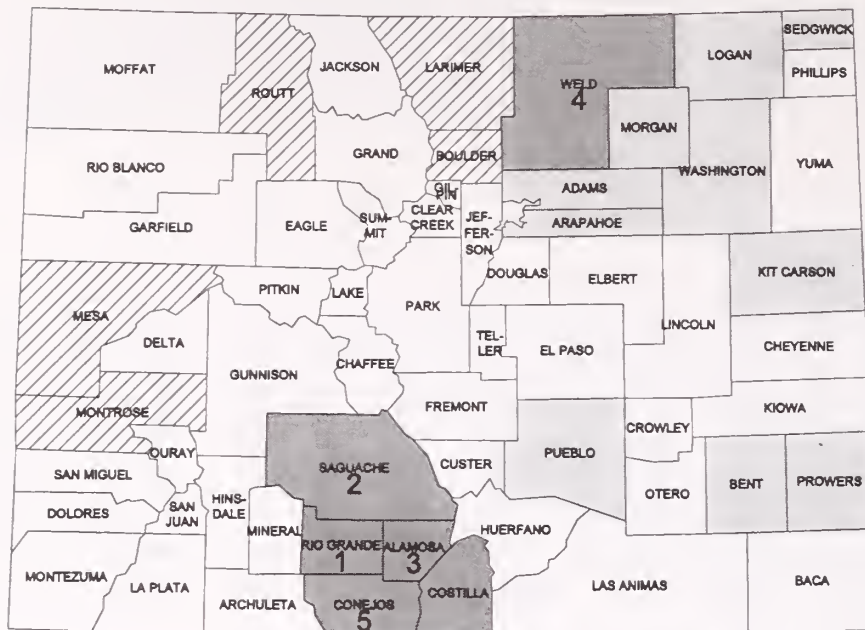 SEDGWICK
LOGAN
PHILLIPS
MOFFAT
JACKSON
LARIMER
ROUTT
WELD
4
MORGAN
WASHINGTON
YUMA
RIO BLANCO
GRAND
BOULDER
GIL-
PIN
CLEAR
CREEK
ADAMS
ARAPAHOE
JEF-
FER-
SON
GARFIELD
EAGLE
SUM-
MIT
DOUGLAS
ELBERT
KIT CARSON
PITKIN
LAKE
PARK
LINCOLN
MESA
DELTA
CHAFFEE
TEL-
LER
EL PASO
CHEYENNE
GUNNISON
MONTROSE
FREMONT
CROWLEY
KIOWA
OURAY
SAGUACHE
2
CUSTER
PUEBLO
SAN MIGUEL
OTERO
BENT
PROWERS
DOLORES
SAN
JUAN
HINS-
DALE
MINERAL
RIO GRANDE
1
ALAMOSA
3
HUERFANO
MONTEZUMA
LA PLATA
ARCHULETA
CONEJOS
5
COSTILLA
LAS ANIMAS
BACA